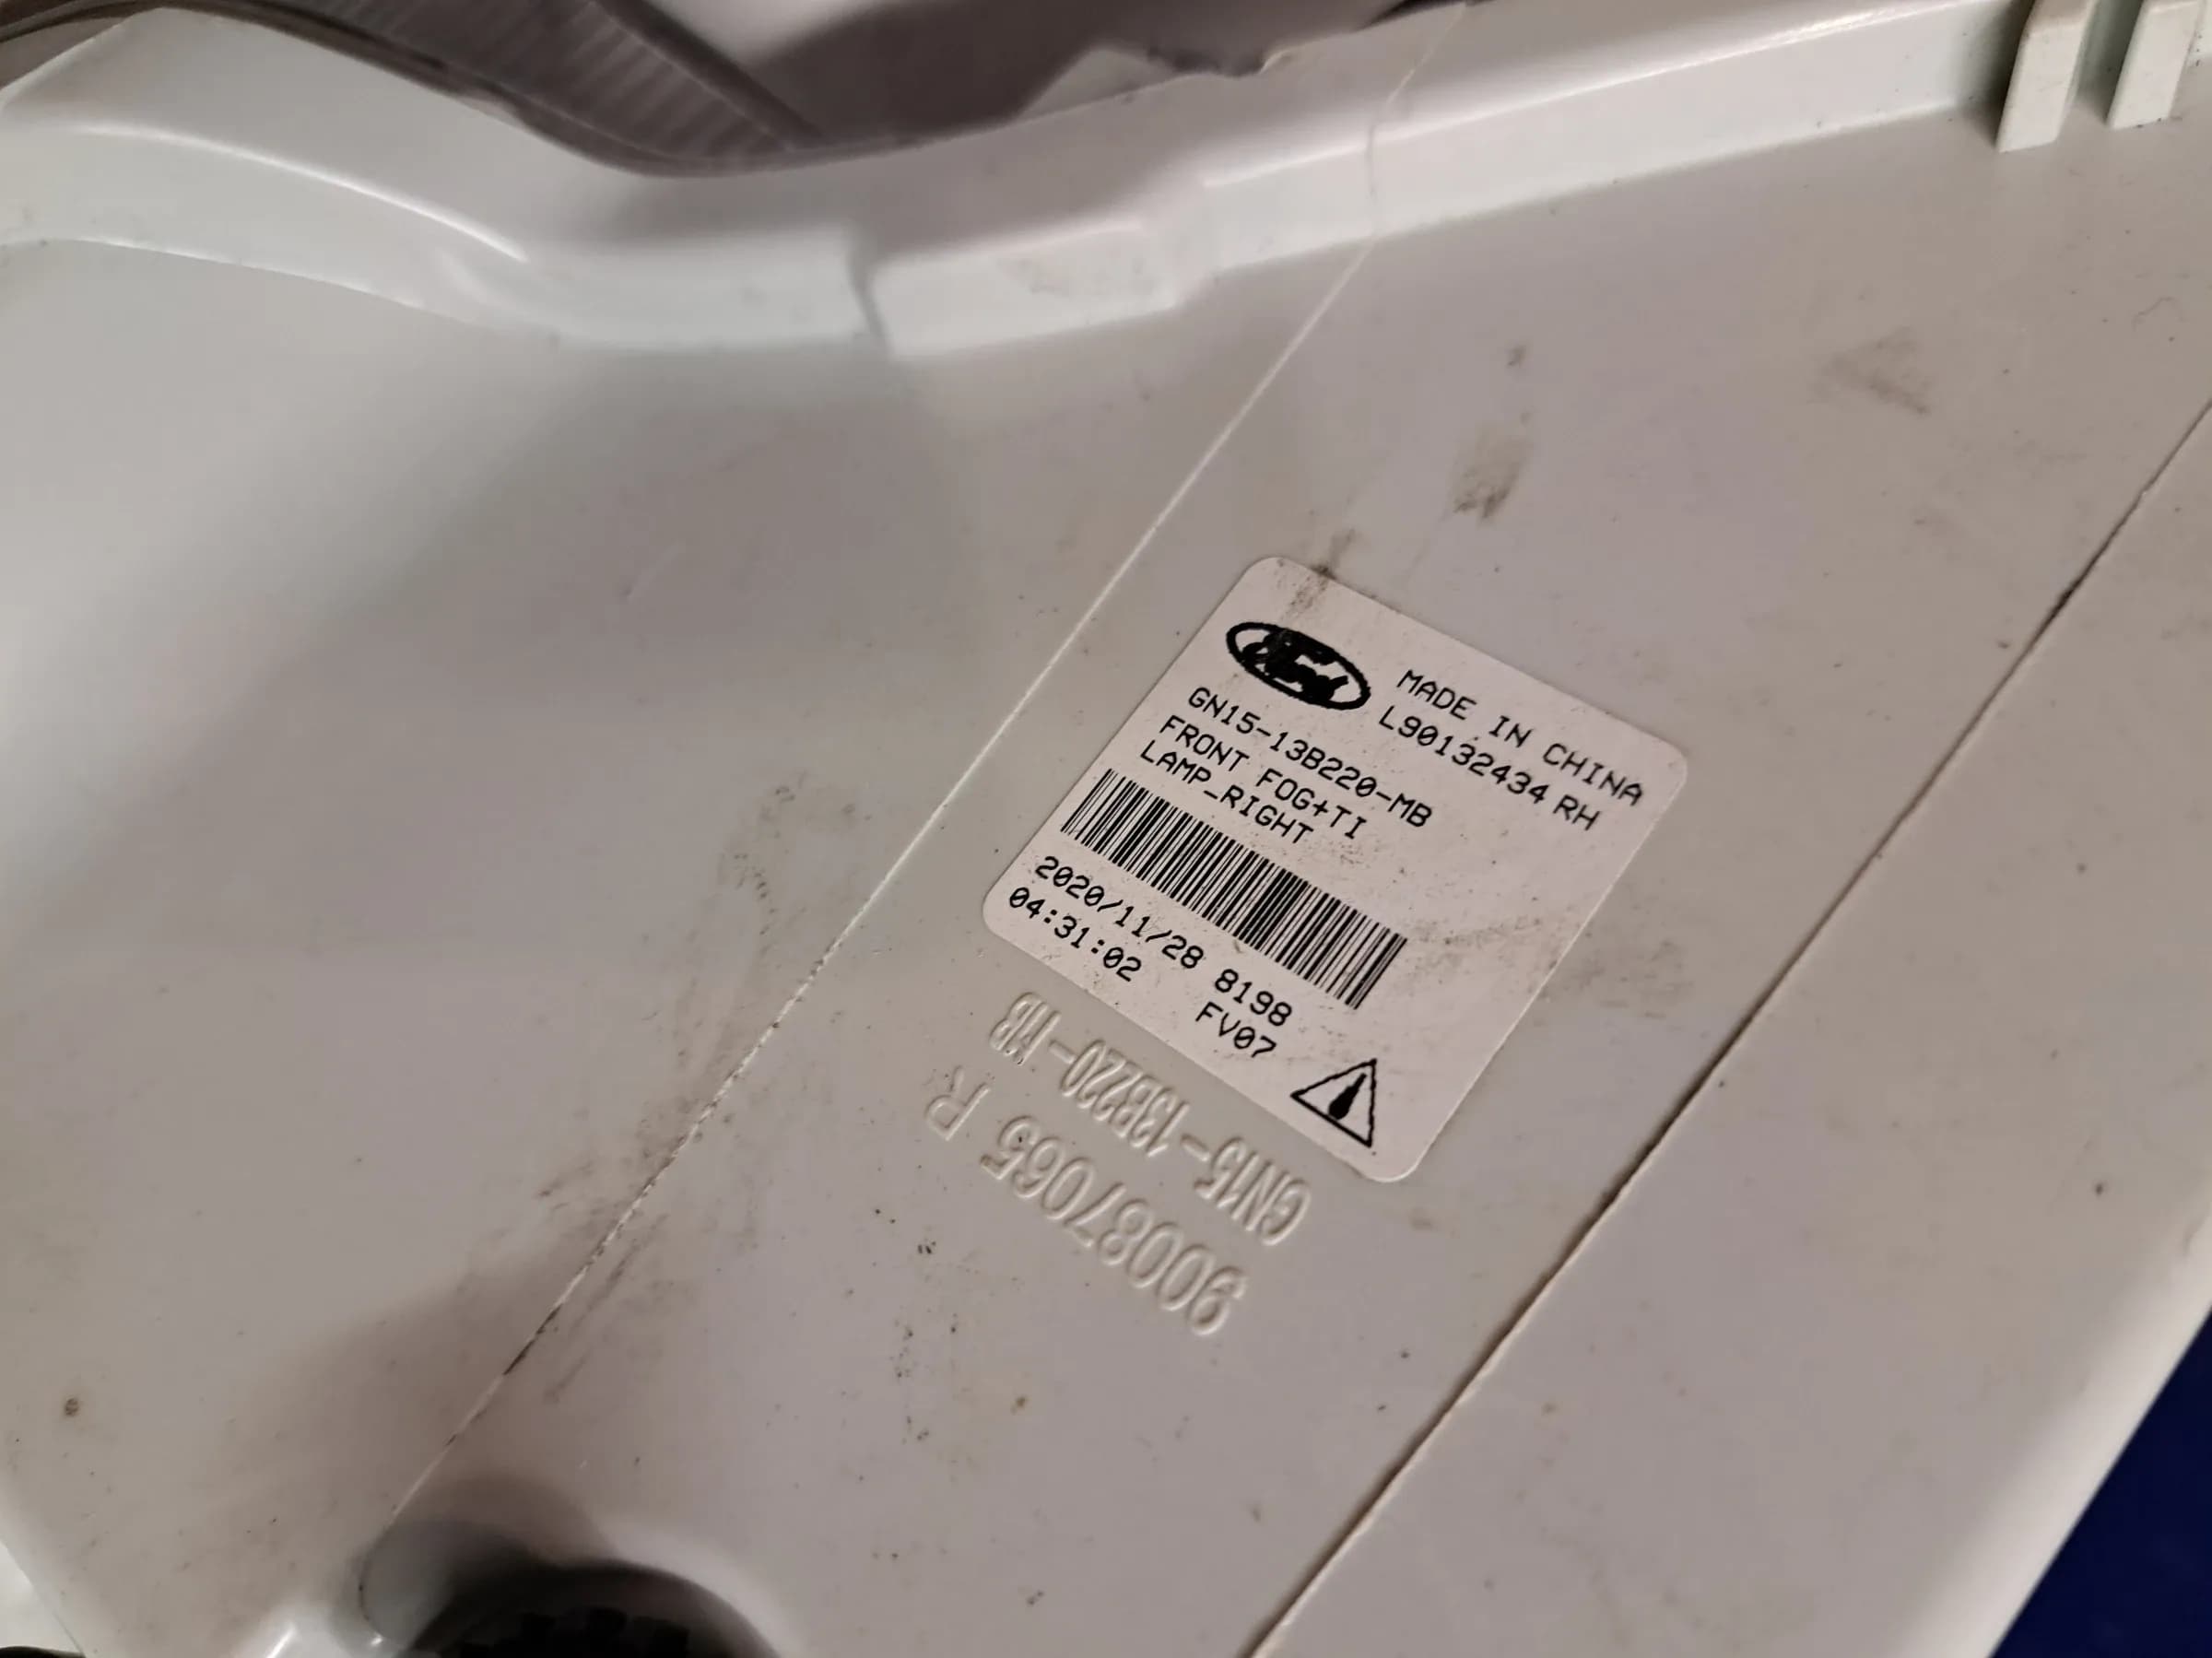 Ford
MADE IN CHINA
L90132434 RH
GN15-13B220-MB
FRONT FOG+TI
LAMP_RIGHT
2020/11/28 8198
04:31:02 FV07
90087065 R
GN15-13B220-MB